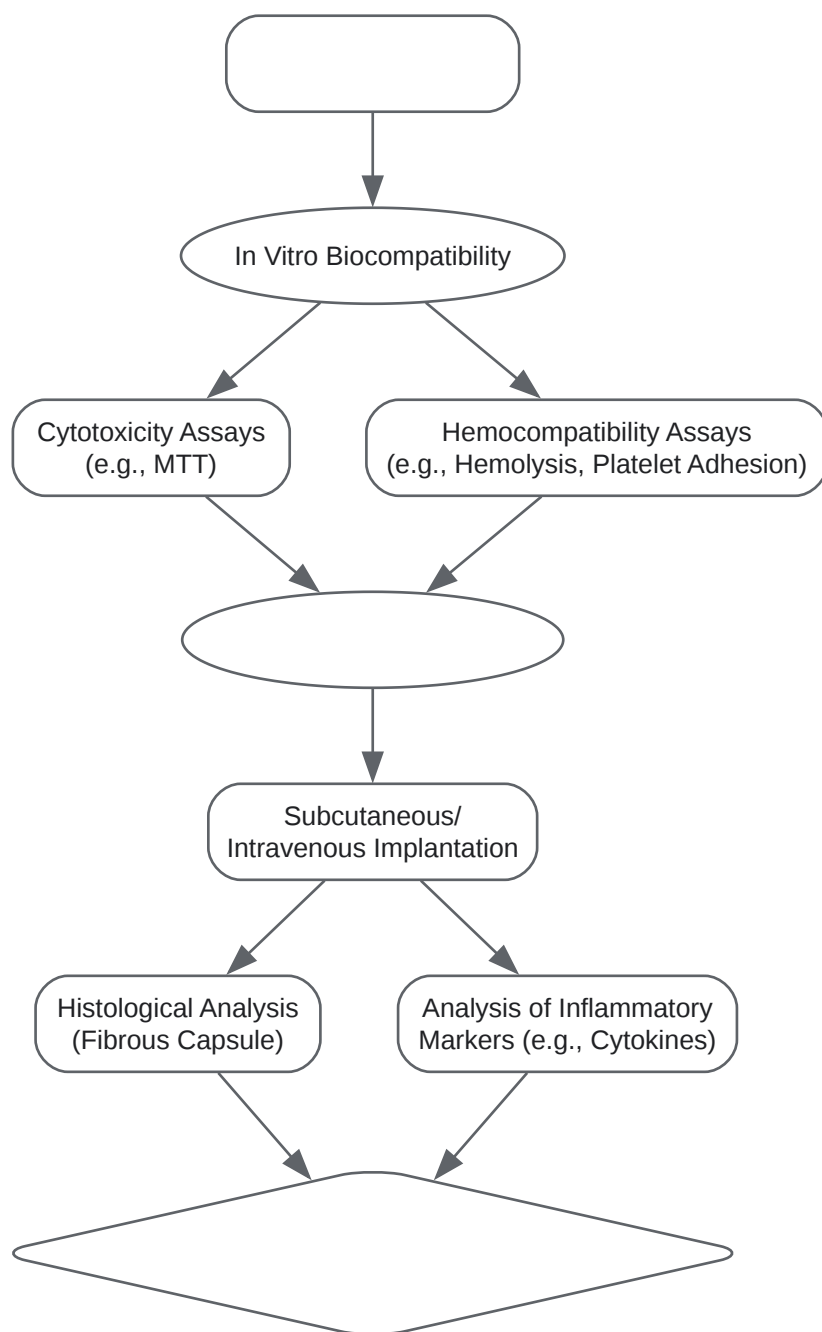 In Vitro Biocompatibility
Cytotoxicity Assays
(e.g., MTT)
Hemocompatibility Assays
(e.g., Hemolysis, Platelet Adhesion)
Subcutaneous/
Intravenous Implantation
Histological Analysis
(Fibrous Capsule)
Analysis of Inflammatory
Markers (e.g., Cytokines)